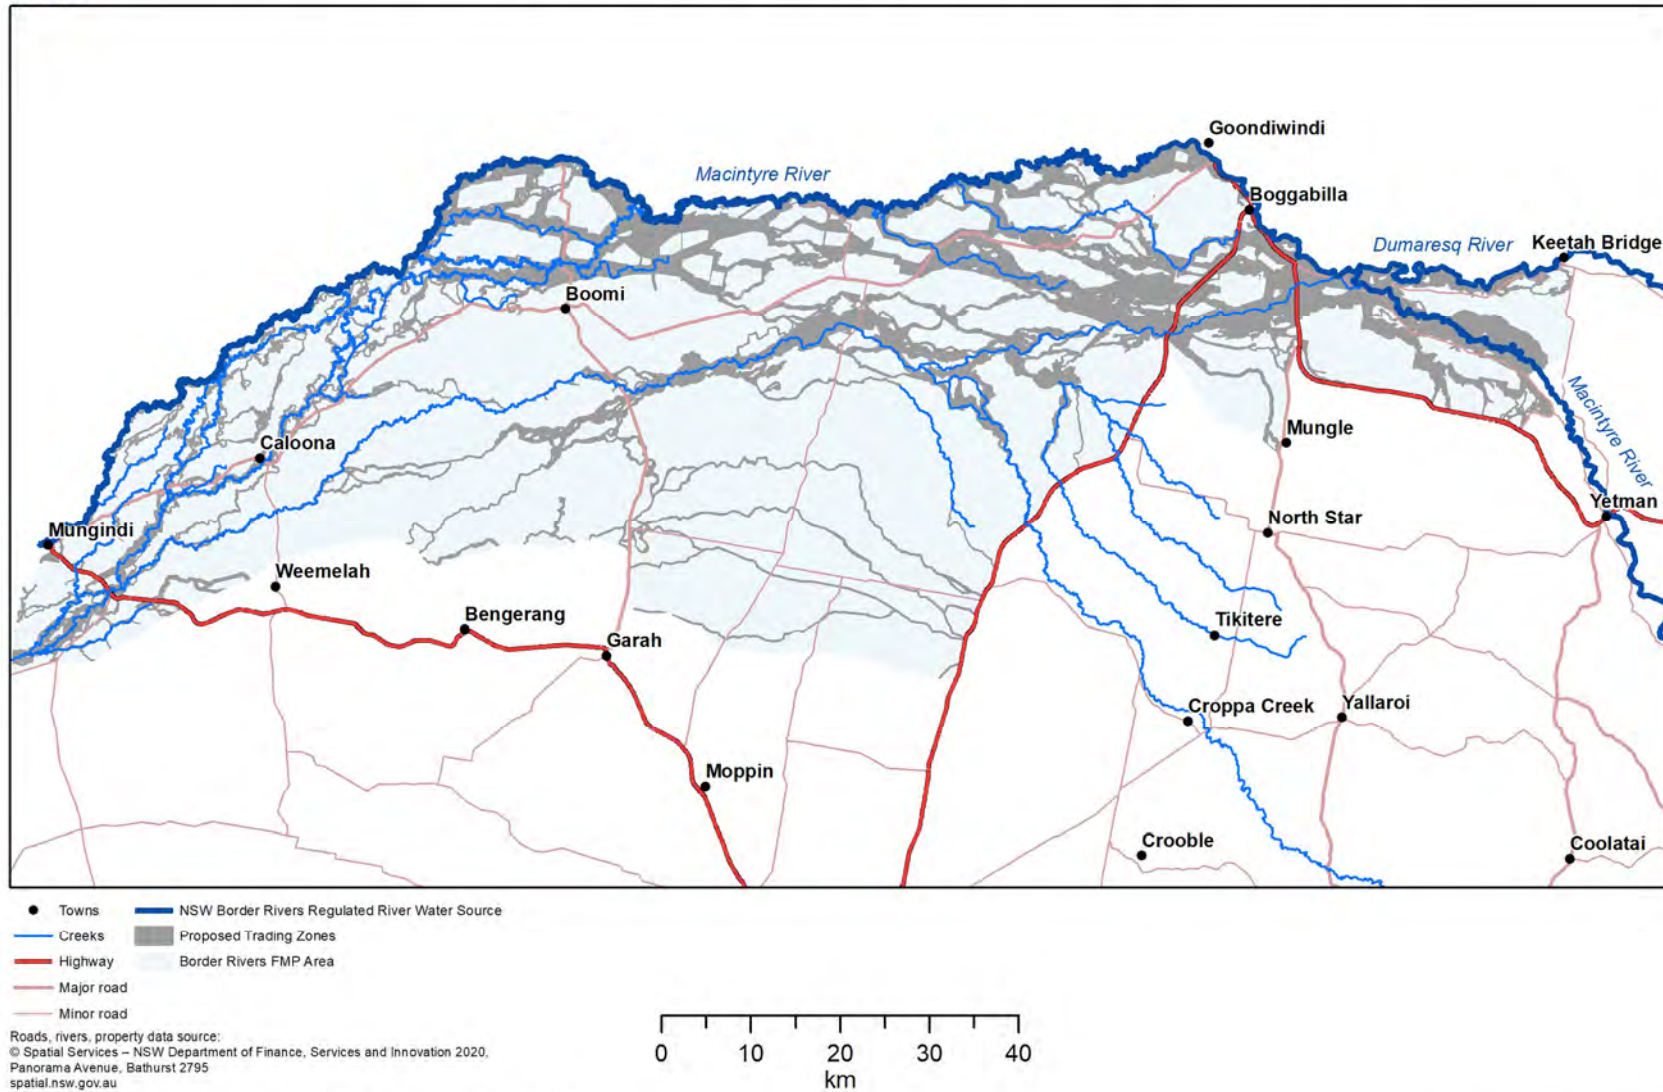 Goondiwindi
Macintyre River
Boggabilla
Dumaresq River
Keetah Bridge
Boomi
Macintyre River
Caloona
Mungle
Mungindi
Yetman
North Star
Weemelah
Bengerang
Tikitere
Garah
Croppa Creek
Yallaroi
Moppin
Crooble
Coolatai
Towns
NSW Border Rivers Regulated River Water Source
Creeks
Proposed Trading Zones
Highway
Border Rivers FMP Area
Major road
Minor road
Roads, rivers, property data source:
© Spatial Services – NSW Department of Finance, Services and Innovation 2020,
Panorama Avenue, Bathurst 2795
spatial.nsw.gov.au
0 10 20 30 40
km